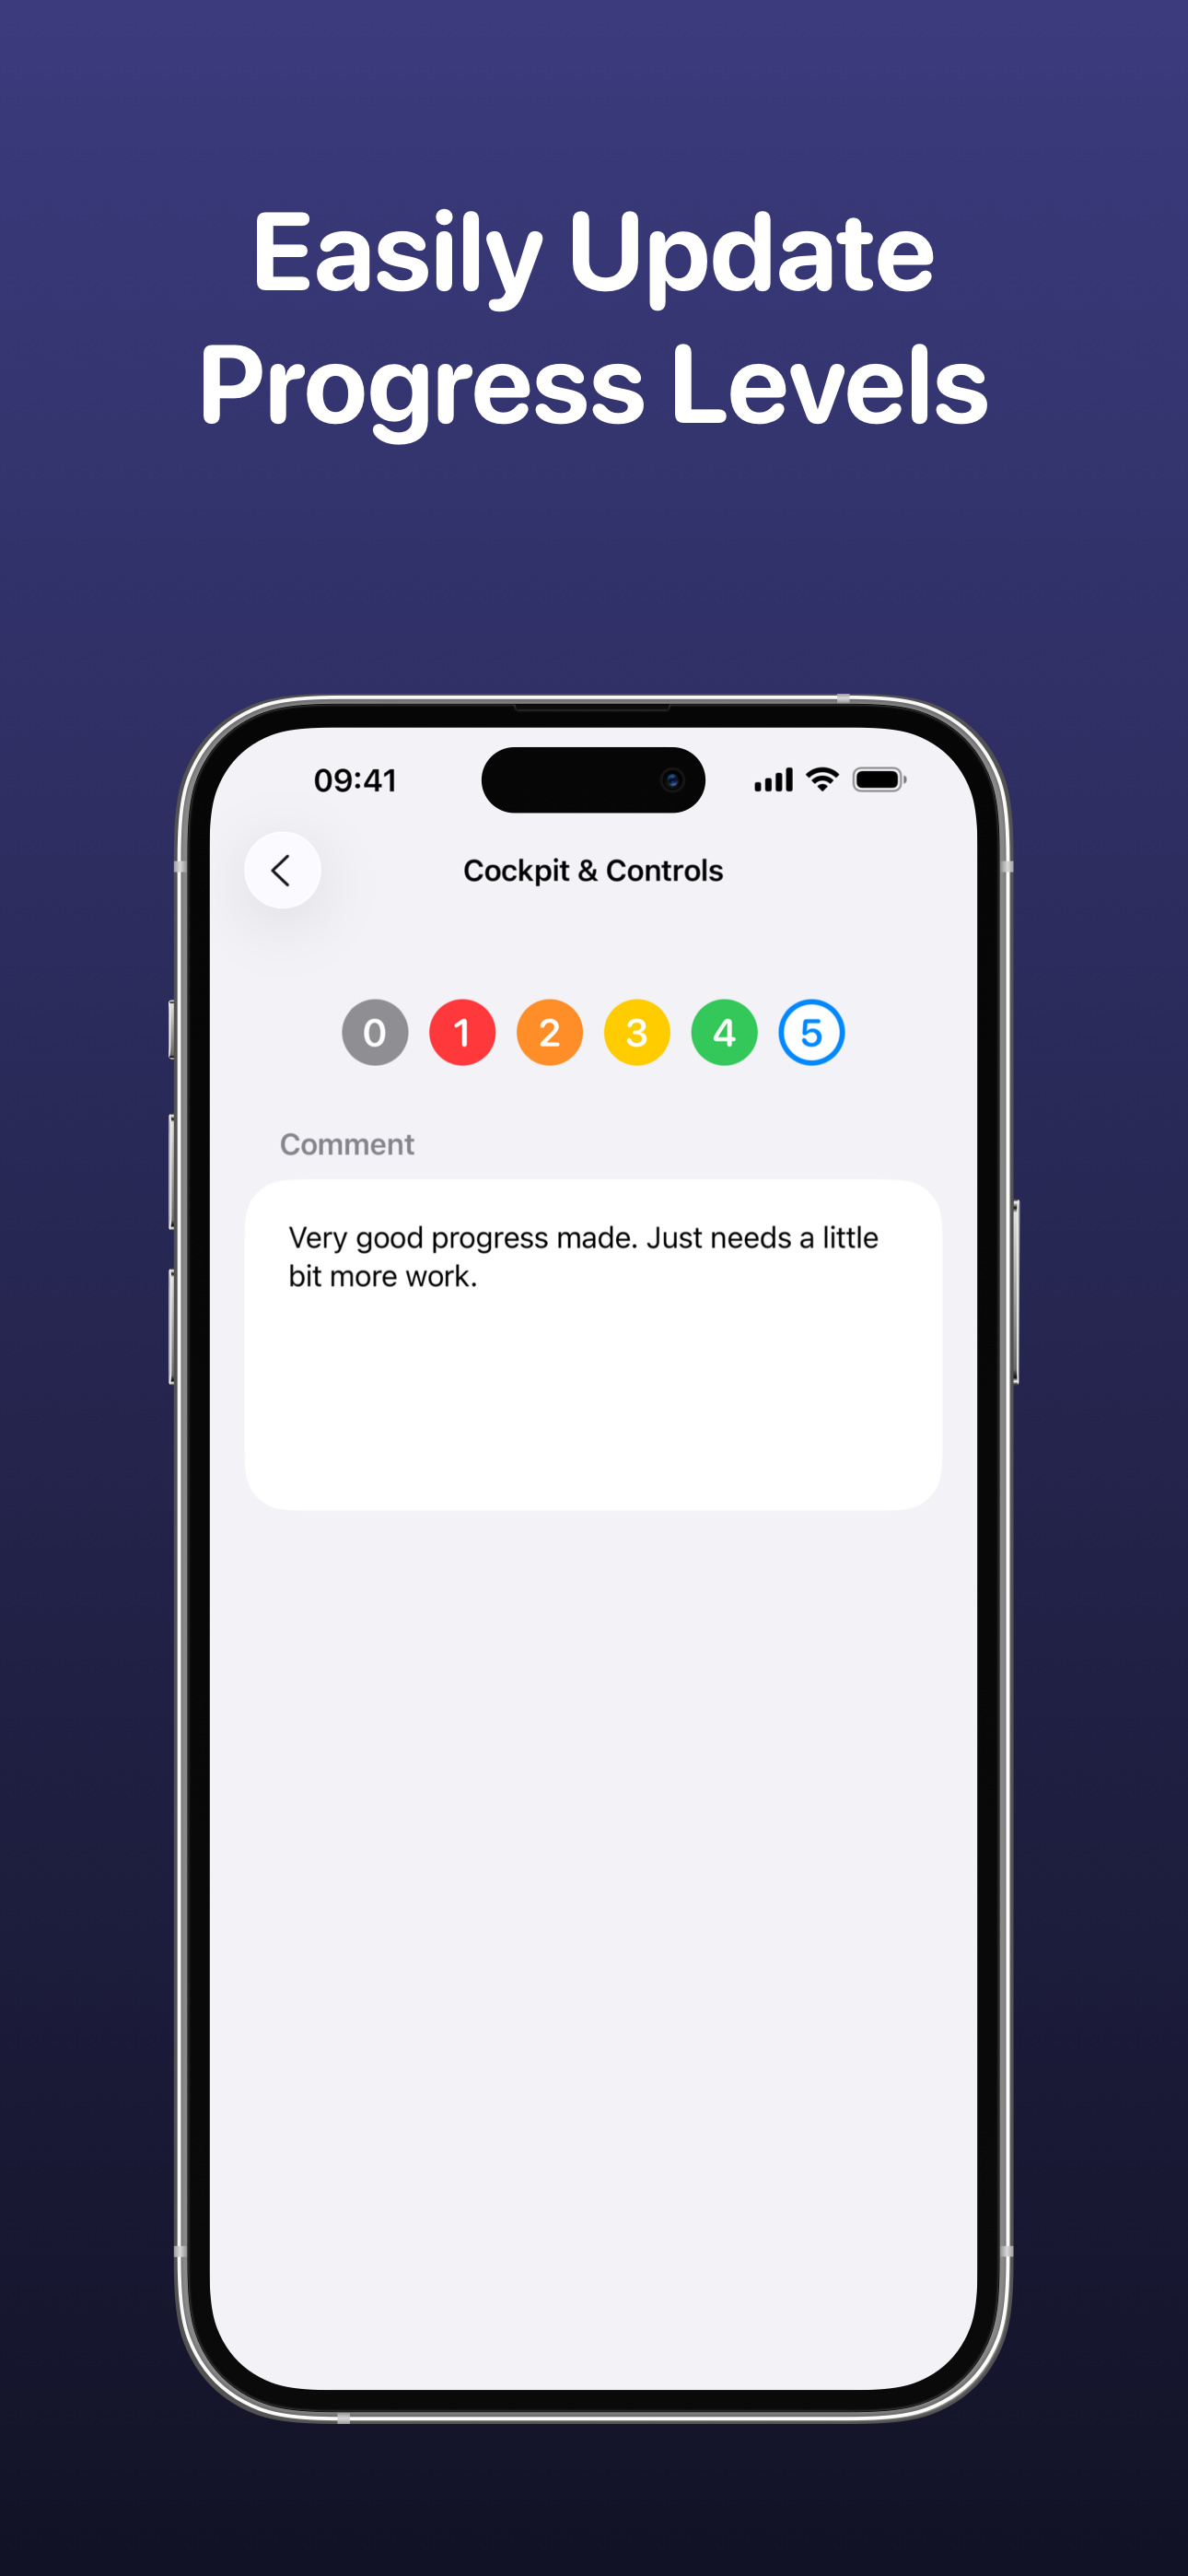 Easily Update
Progress Levels
09:41
Cockpit & Controls
0 1 2 3 4 5
Comment
Very good progress made. Just needs a little
bit more work.